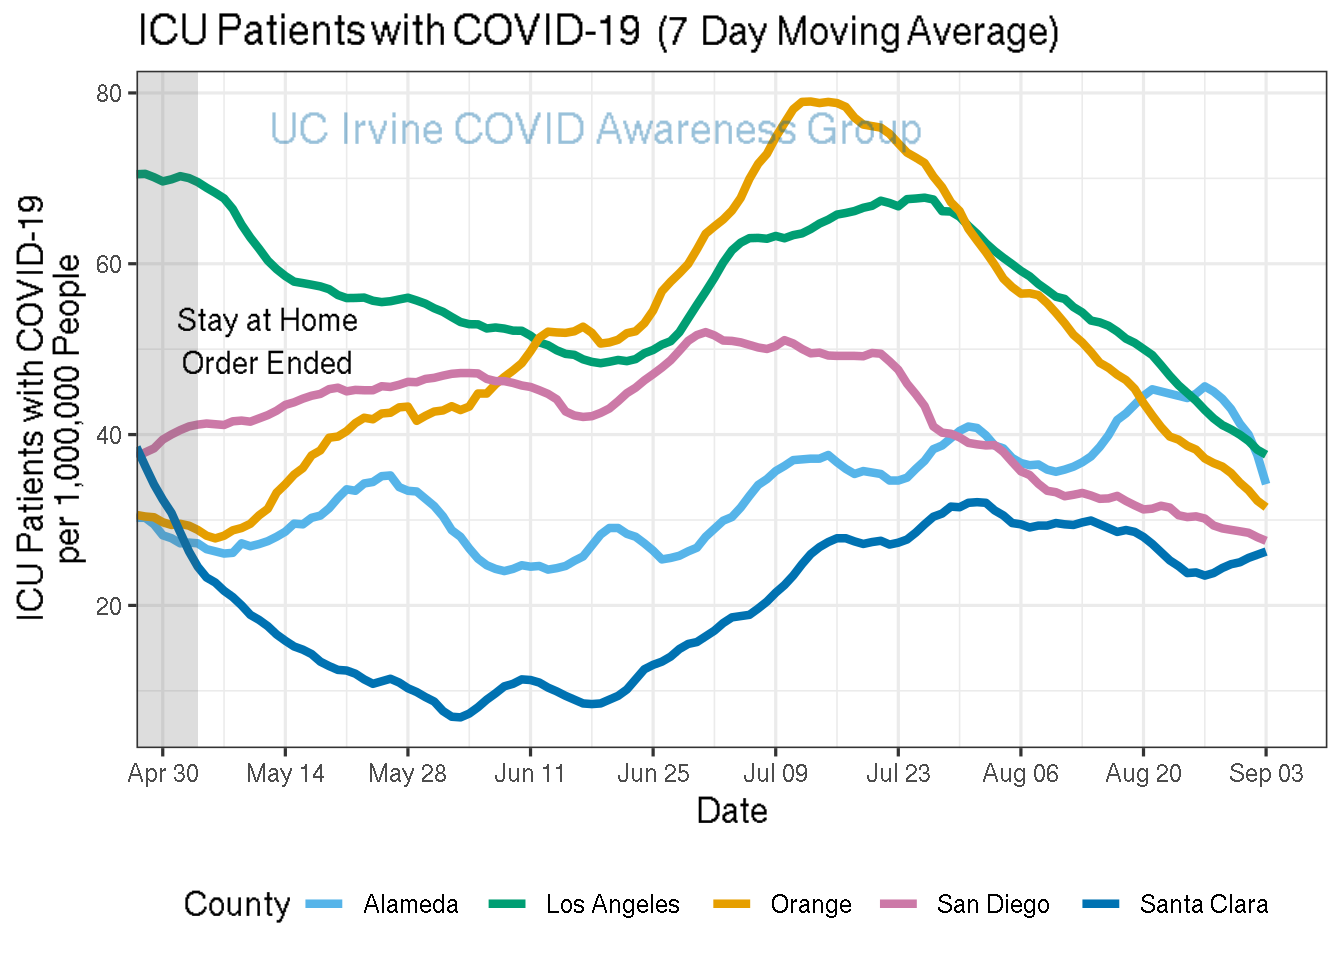 ICU Patients with COVID-19 (7 Day Moving Average)
UC Irvine COVID Awareness Group
ICU Patients with COVID-19
per 1,000,000 People
80
60
40
20
Stay at Home
Order Ended
Apr 30 May 14 May 28 Jun 11 Jun 25 Jul 09 Jul 23 Aug 06 Aug 20 Sep 03
Date
County Alameda Los Angeles Orange San Diego Santa Clara